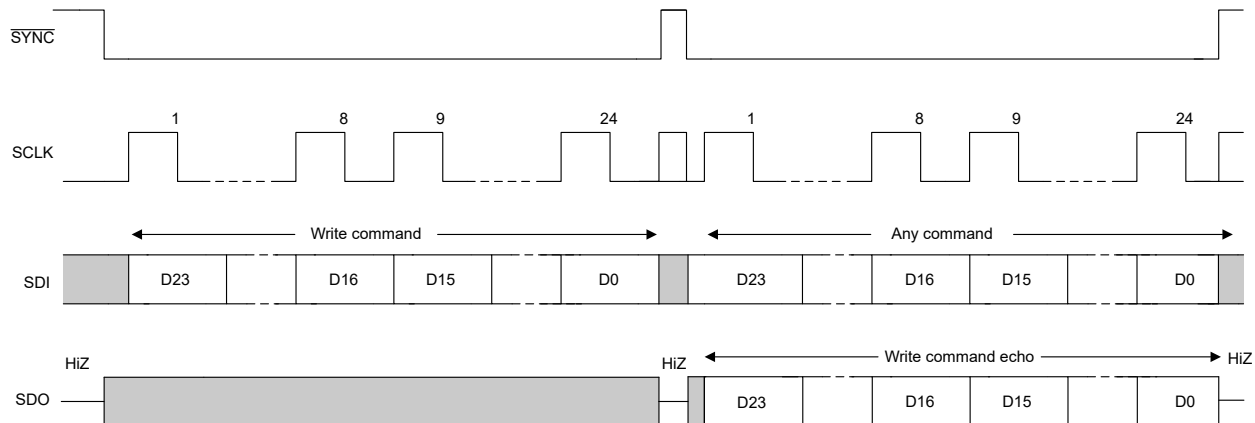 SYNC
1 8 9 24 1 8 9 24
SCLK
Write command Any command
SDI D23 D16 D15 D0 D23 D16 D15 D0
HiZ HiZ Write command echo HiZ
SDO D23 D16 D15 D0